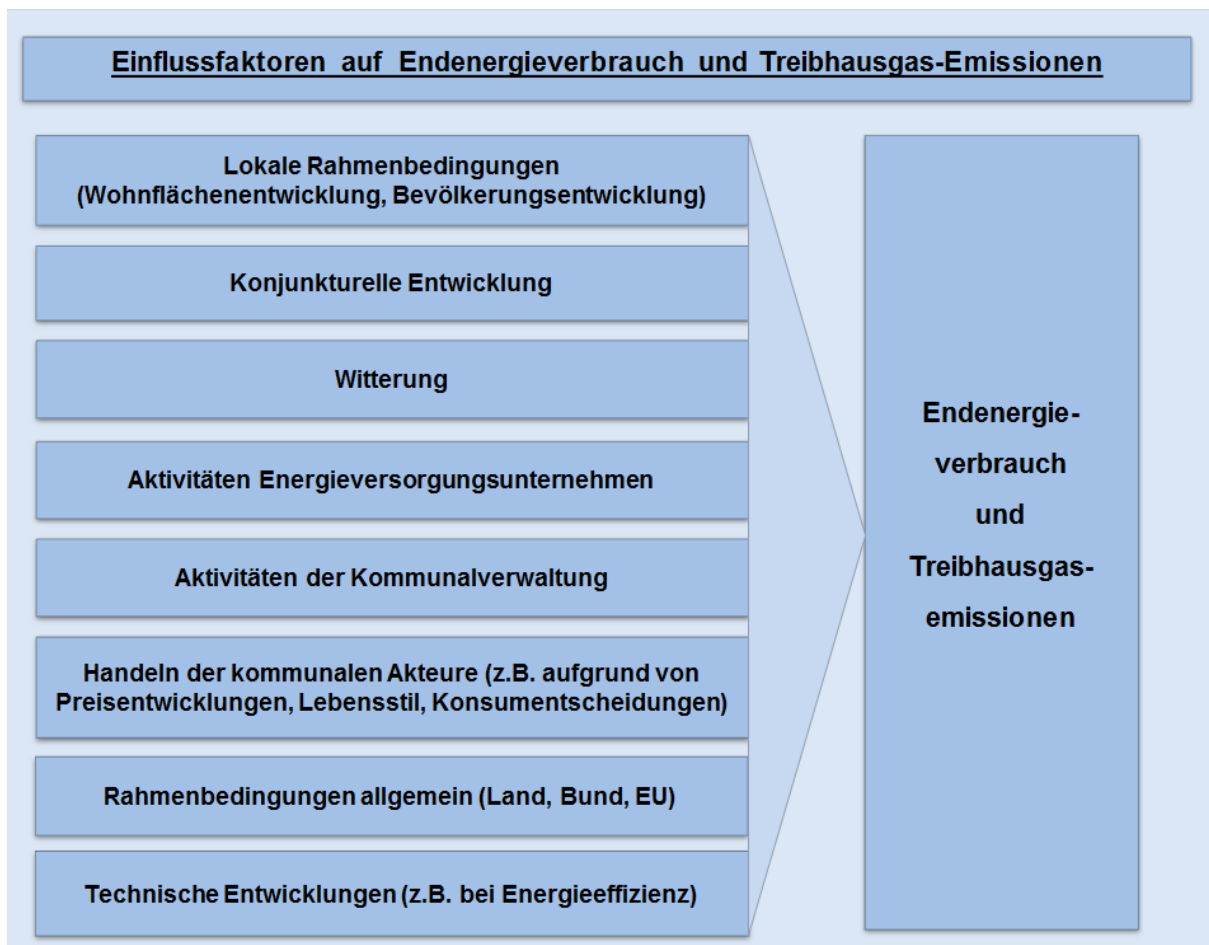 Einflussfaktoren auf Endenergieverbrauch und Treibhausgas-Emissionen
Lokale Rahmenbedingungen
(Wohnflächenentwicklung, Bevölkerungsentwicklung)
Konjunkturelle Entwicklung
Witterung
Aktivitäten Energieversorgungsunternehmen
Aktivitäten der Kommunalverwaltung
Handeln der kommunalen Akteure (z.B. aufgrund von
Preisentwicklungen, Lebensstil, Konsumentscheidungen)
Rahmenbedingungen allgemein (Land, Bund, EU)
Technische Entwicklungen (z.B. bei Energieeffizienz)
Endenergie-
verbrauch
und
Treibhausgas-
emissionen